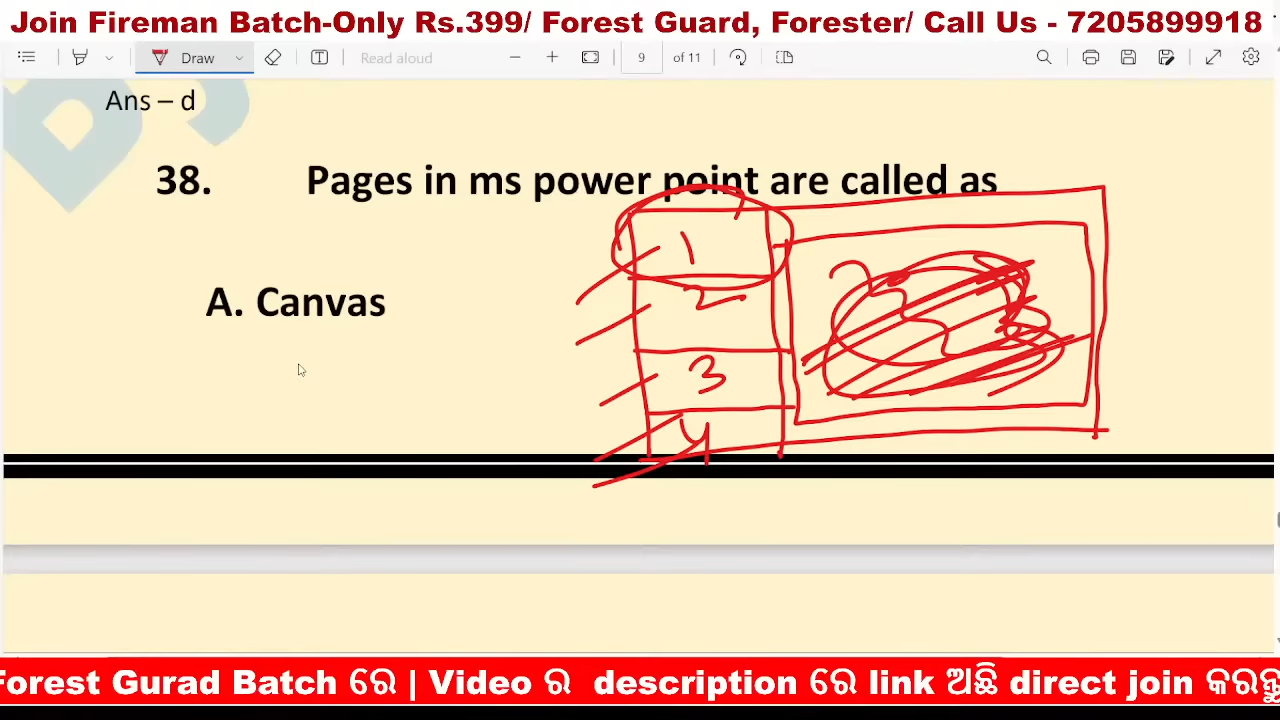 Join Fireman Batch-Only Rs.399/ Forest Guard, Forester/ Call Us - 7205899918
Draw Read aloud 9 of 11
Ans – d
38. Pages in ms power point are called as
1
A. Canvas
2
3
4
Forest Gurad Batch ରେ | Video ର description ରେ link ଅଛି direct join କରନ୍ତୁ